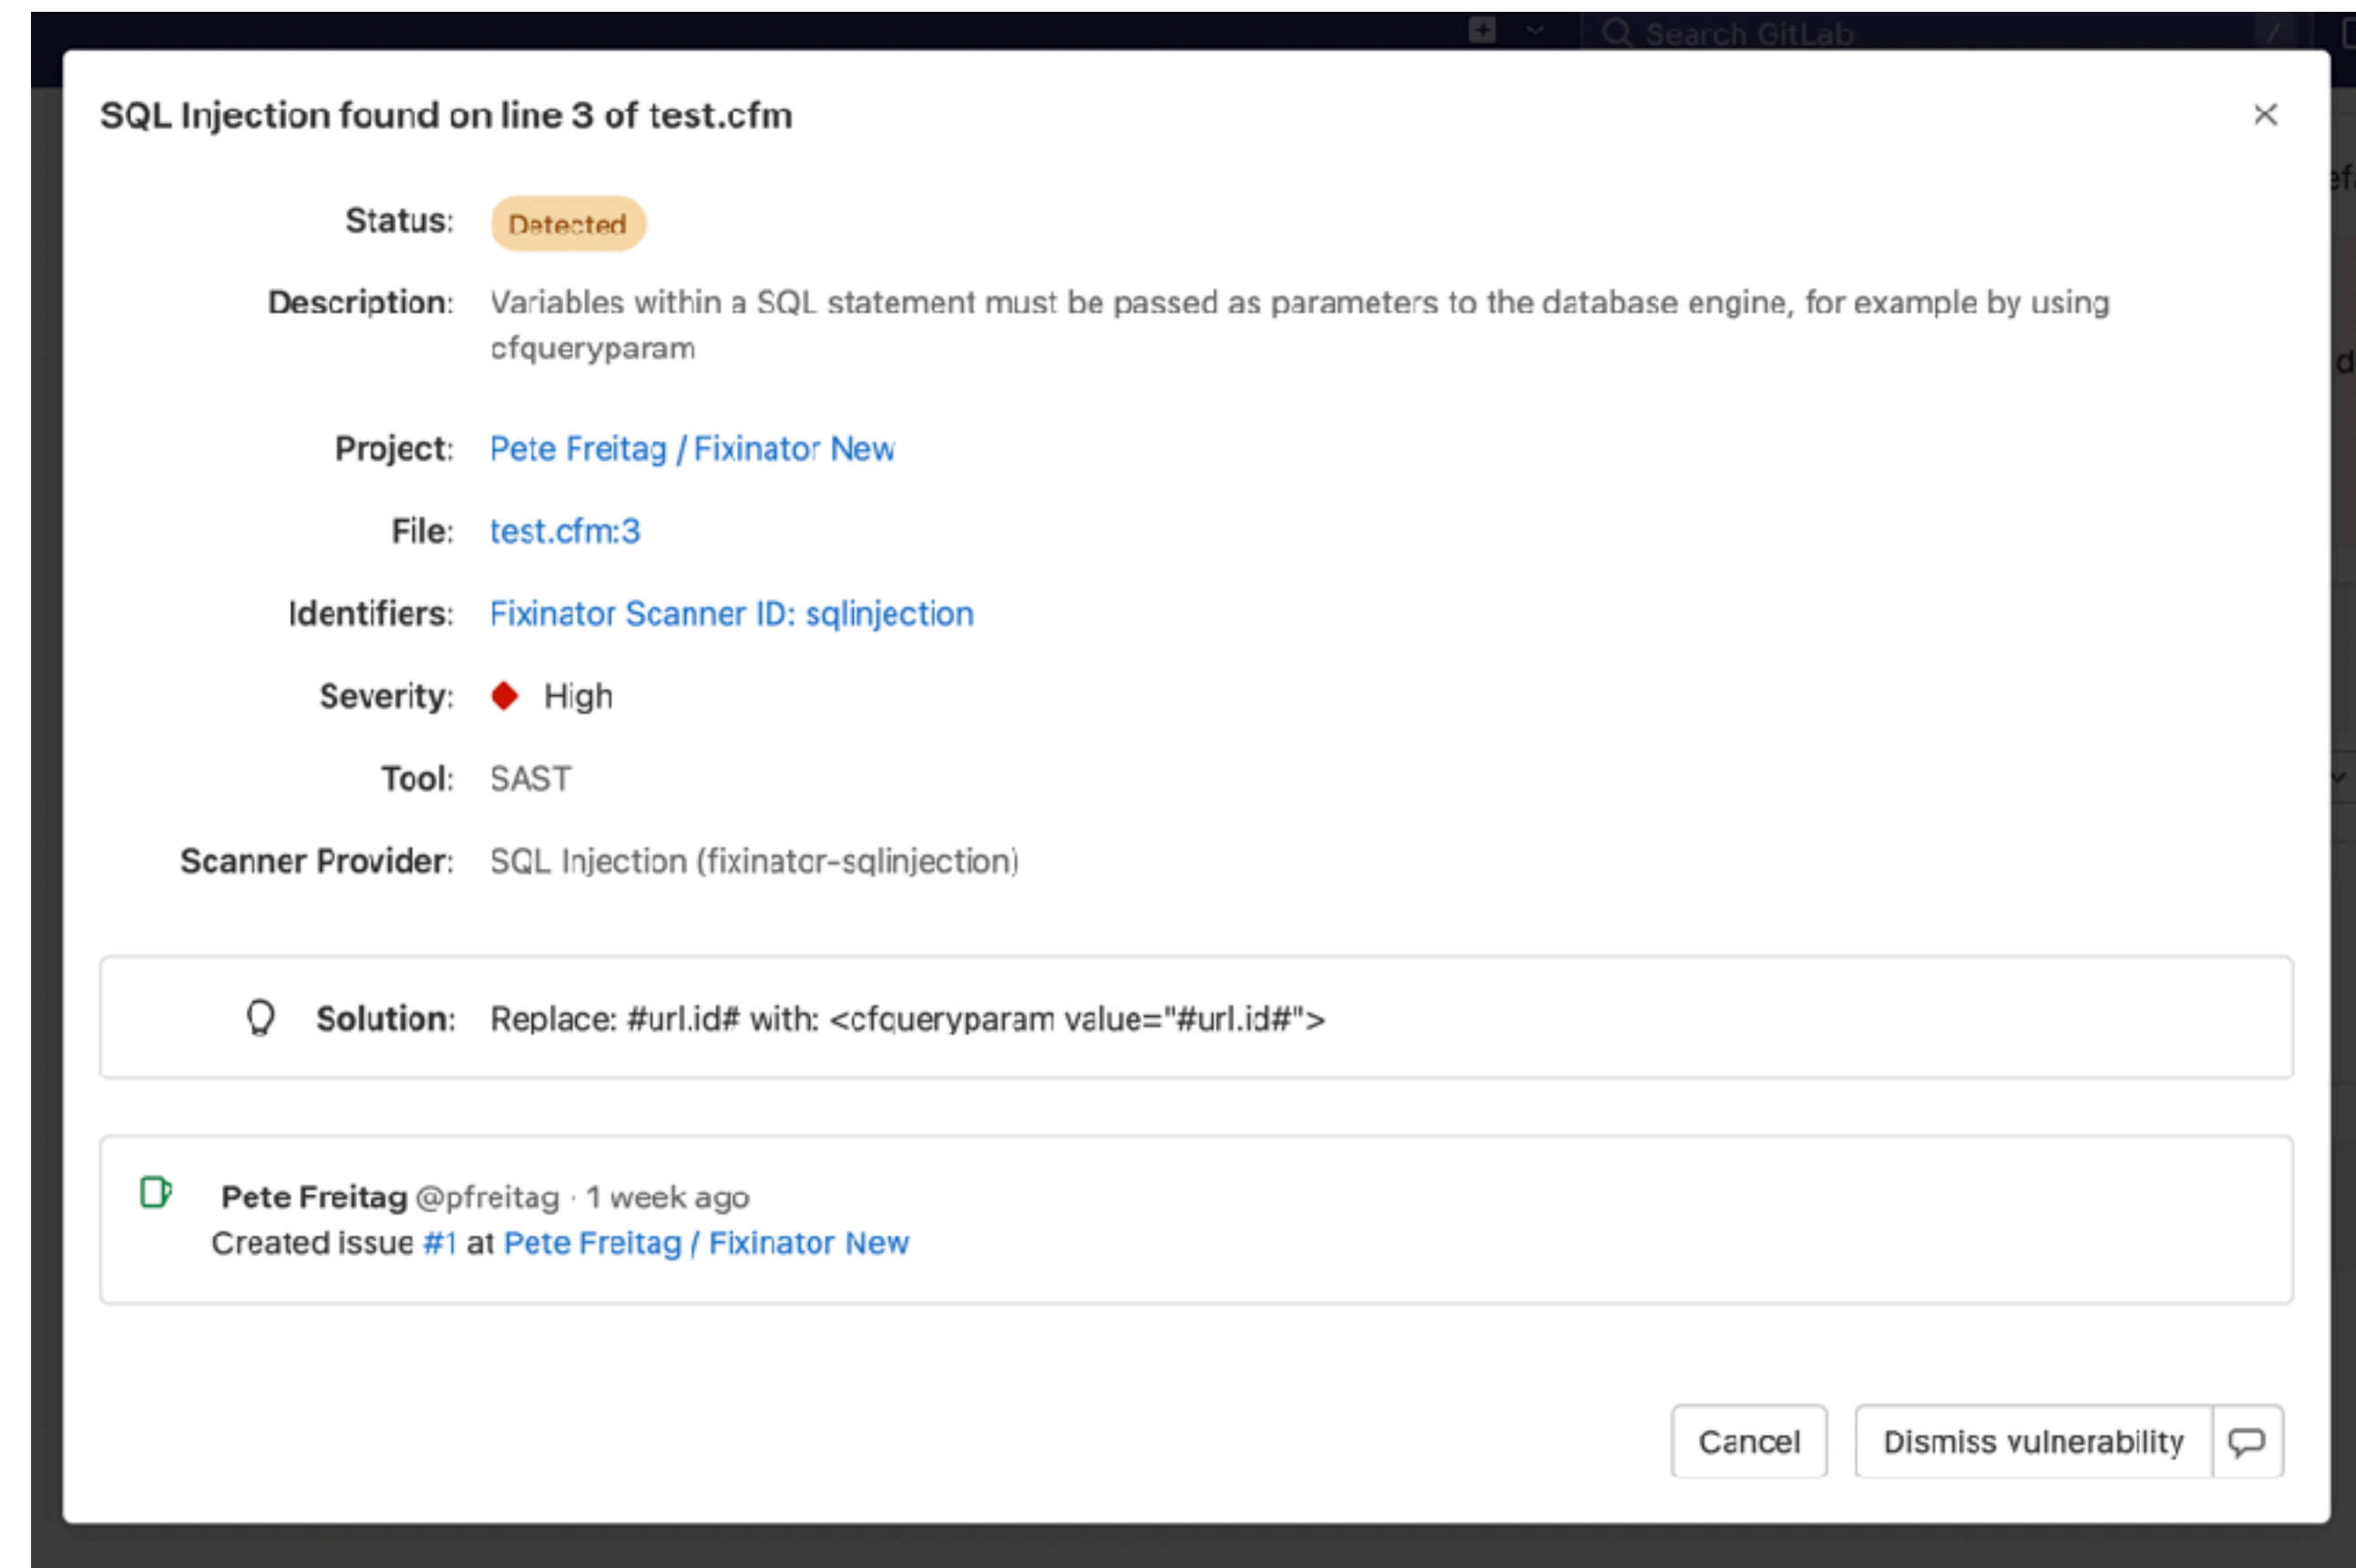 Search GitLab /
SQL Injection found on line 3 of test.cfm
Status: Detected
Description: Variables within a SQL statement must be passed as parameters to the database engine, for example by using
cfqueryparam
Project: Pete Freitag / Fixinator New
File: test.cfm:3
Identifiers: Fixinator Scanner ID: sqlinjection
Severity: High
Tool: SAST
Scanner Provider: SQL Injection (fixinator-sqlinjection)
Solution: Replace: #url.id# with: <cfqueryparam value="#url.id#">
Pete Freitag @pfreitag · 1 week ago
Created issue #1 at Pete Freitag / Fixinator New
Cancel Dismiss vulnerability